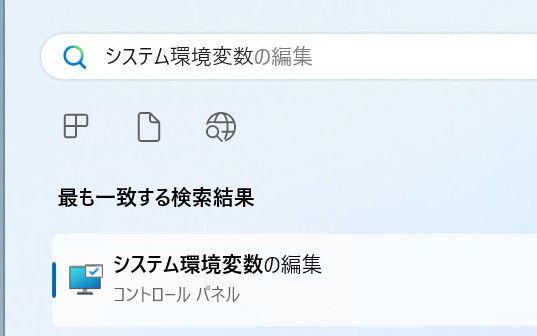 システム環境変数の編集
最も一致する検索結果
システム環境変数の編集
コントロール パネル